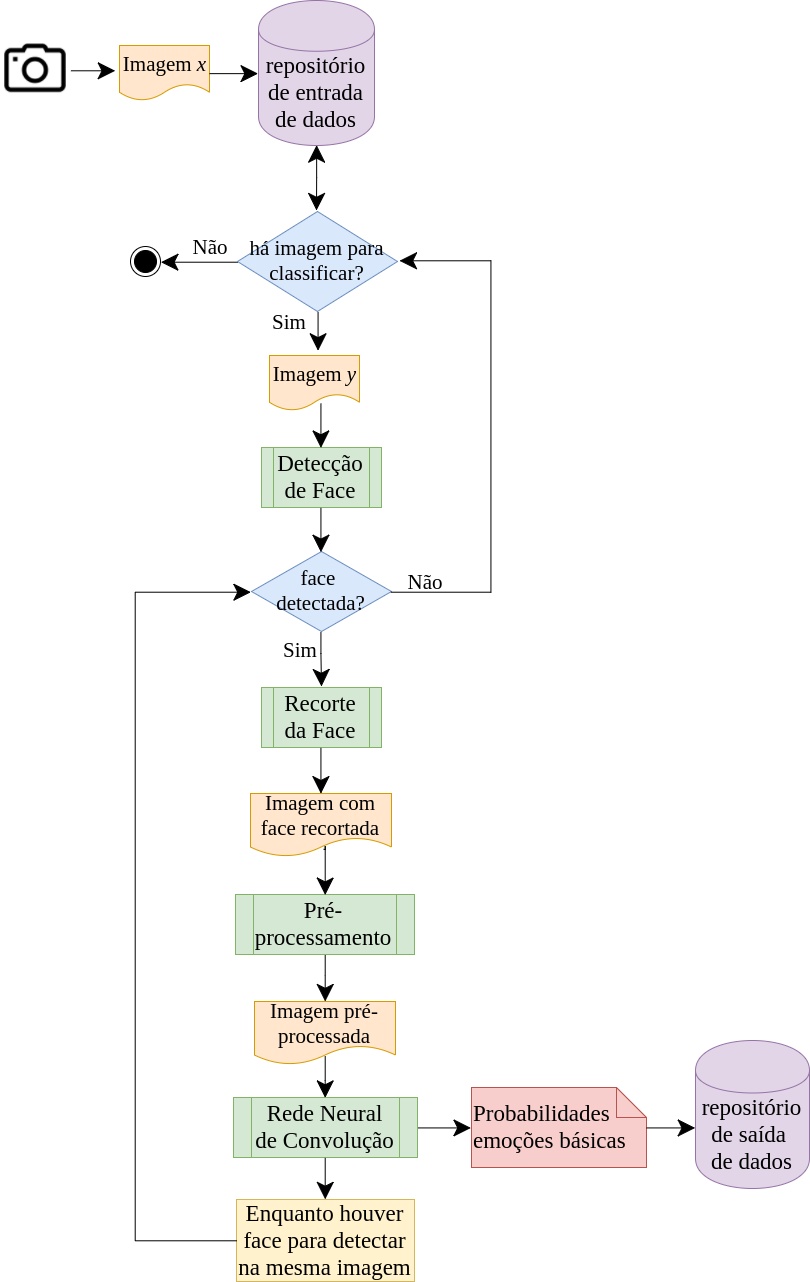 Imagem x
repositório
de entrada
de dados
há imagem para
classificar?
Não
Sim
Imagem y
Detecção
de Face
face
detectada?
Não
Sim
Recorte
da Face
Imagem com
face recortada
Pré-
processamento
Imagem pré-
processada
Rede Neural
de Convolução
Probabilidades
emoções básicas
repositório
de saída
de dados
Enquanto houver
face para detectar
na mesma imagem